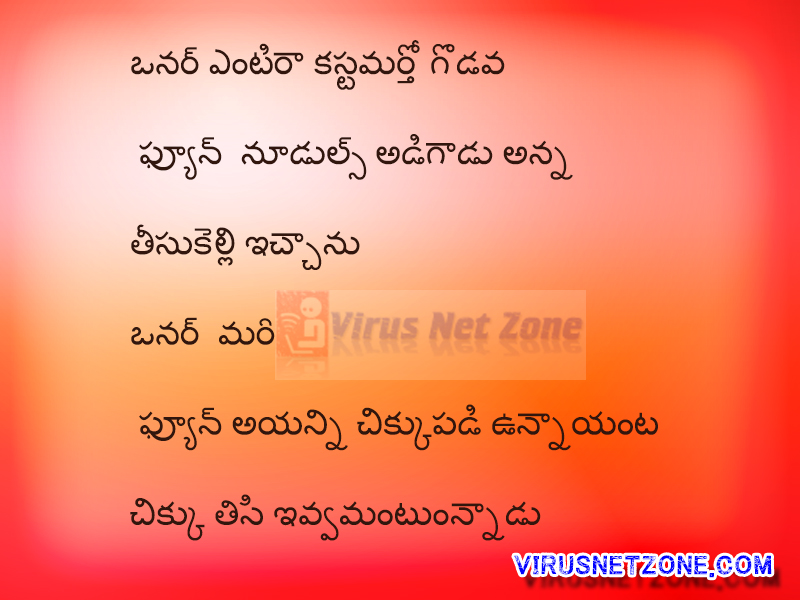 ఒనర్ ఎంటిరా కస్టమర్తో గొడవ
ఫ్యూన్ నూడుల్స్ అడిగాడు అన్న
తీసుకెల్లి ఇచ్చాను
ఒనర్ మరి
Virus Net Zone
ఫ్యూన్ అయన్ని చిక్కుపడి ఉన్నాయంట
చిక్కు తిసి ఇవ్వమంటున్నాడు
VIRUSNETZONE.COM